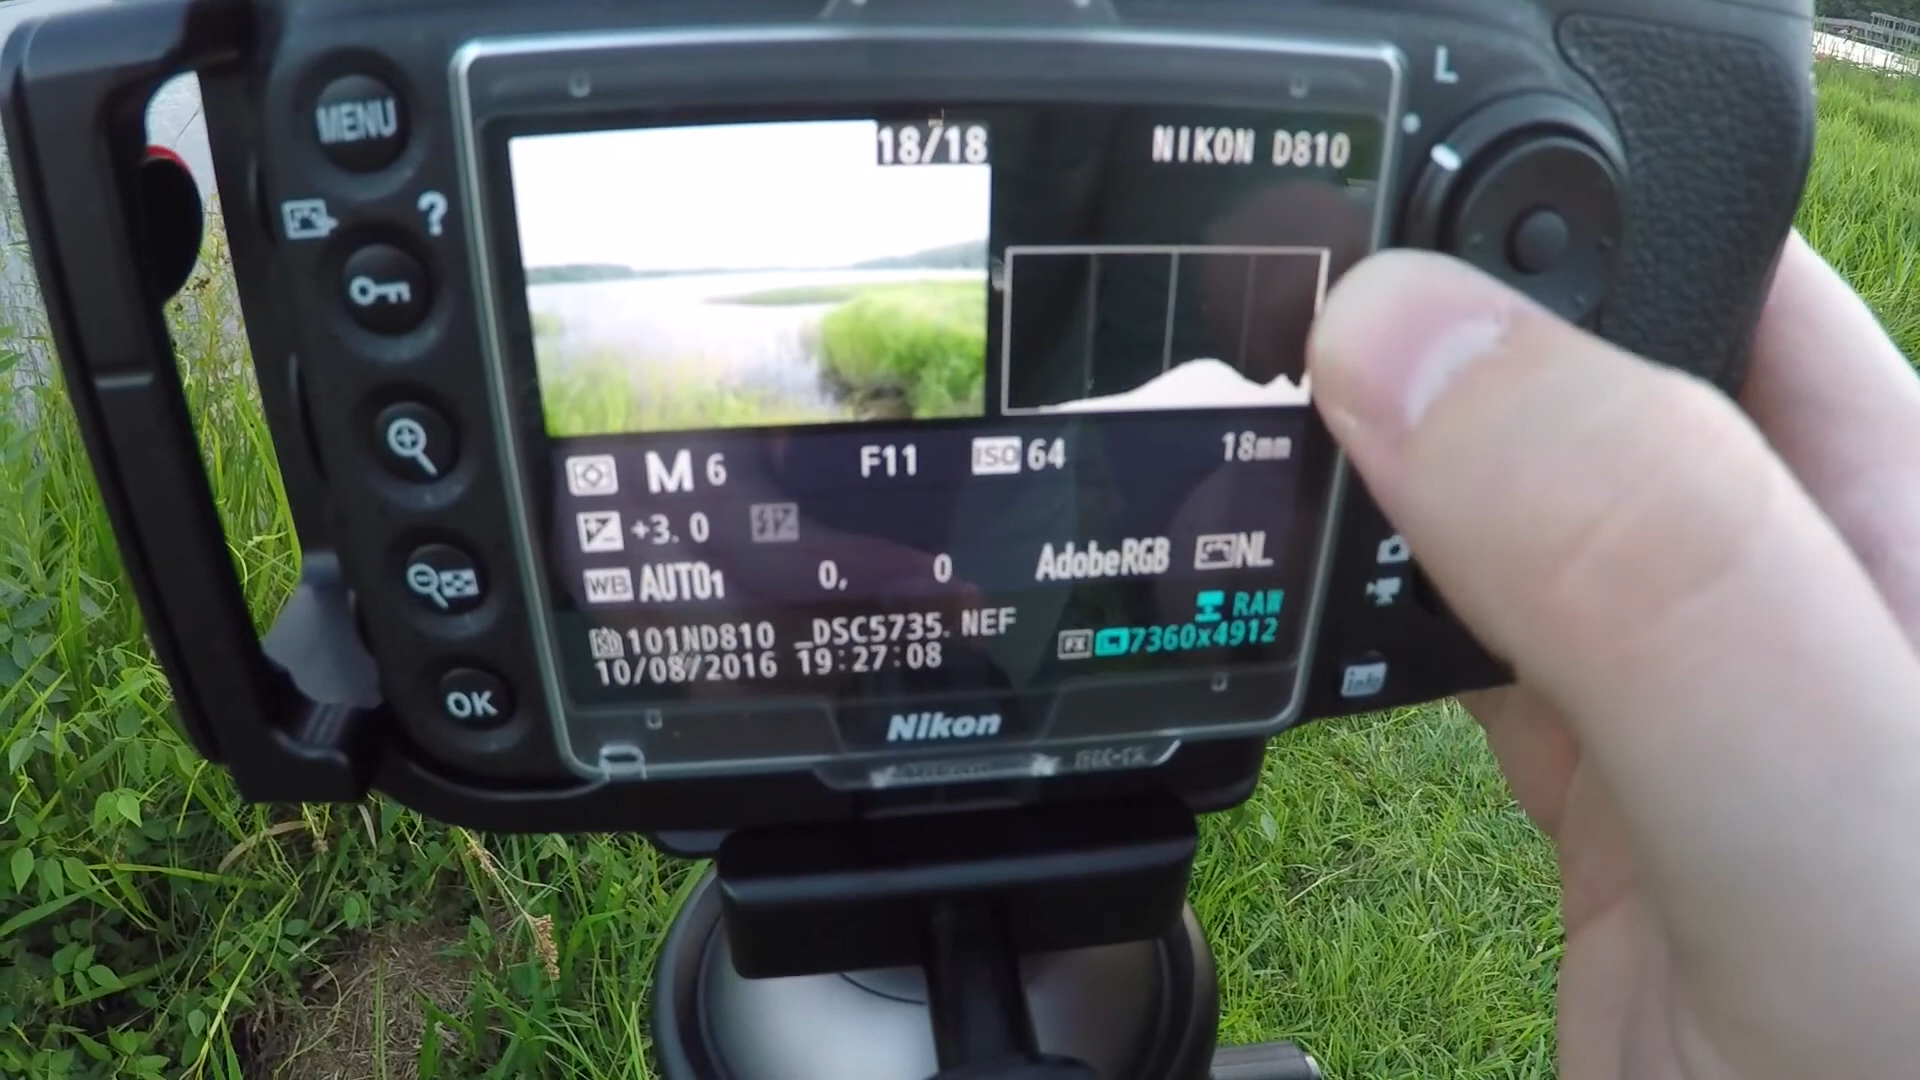 L
18/18
NIKON D810
MENU
?
M 6 F11 ISO 64 18mm
+3.0
WB AUTO1 0, 0 AdobeRGB NL
RAW
101ND810 _DSC5735.NEF FX L 7360x4912
10/08/2016 19:27:08
OK
info
Nikon